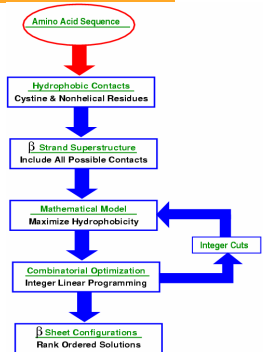 Amino Acid Sequence
Hydrophobic Contacts
Cystine & Nonhelical Residues
β Strand Superstructure
Include All Possible Contacts
Mathematical Model
Maximize Hydrophobicity
Integer Cuts
Combinatorial Optimization
Integer Linear Programming
β Sheet Configurations
Rank Ordered Solutions